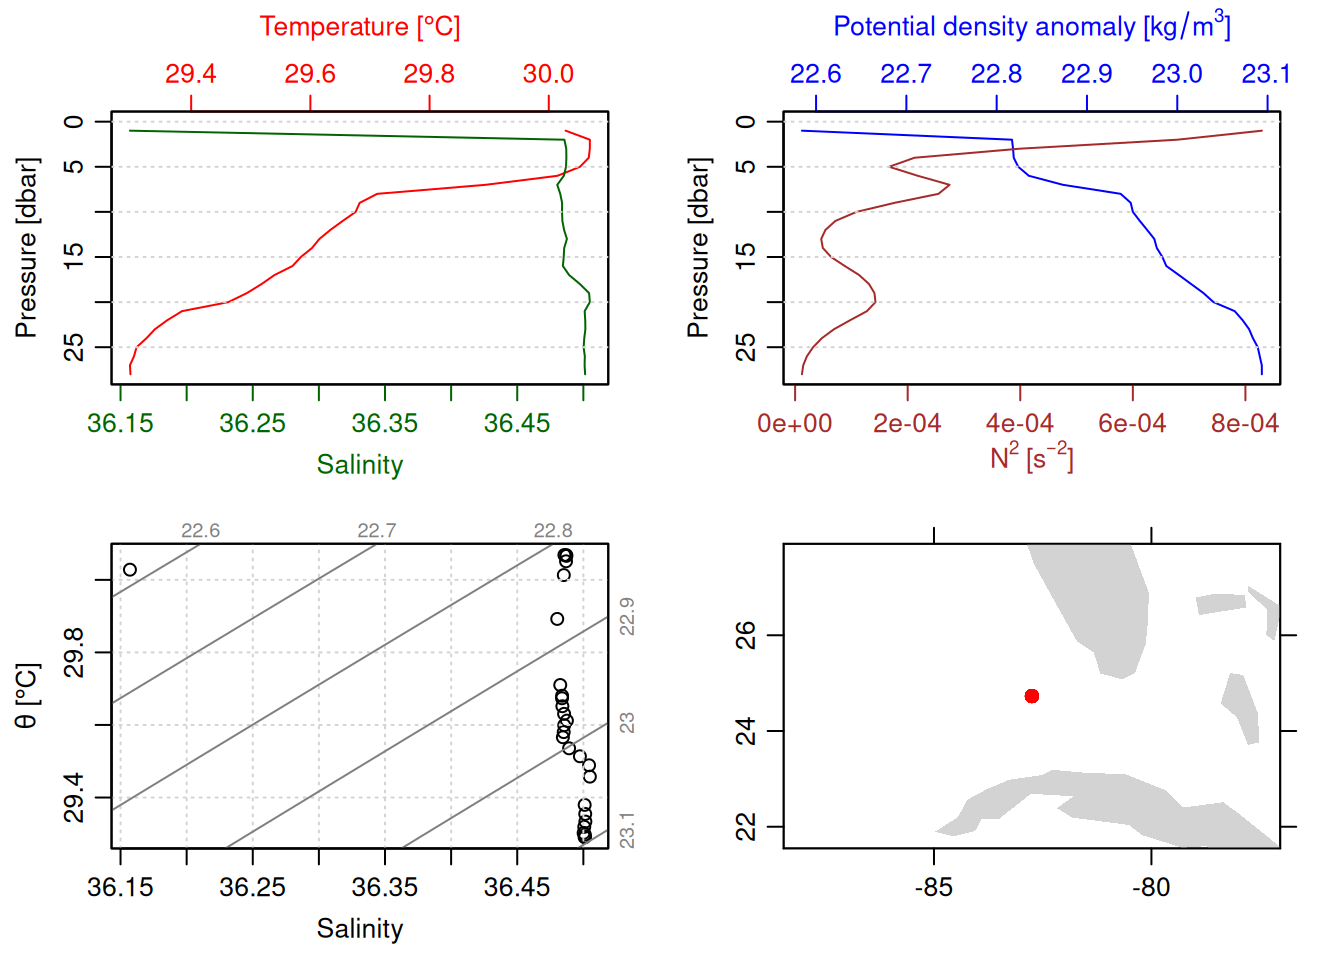 Temperature [°C]
29.4 29.6 29.8 30.0
0
5
15
25
Pressure [dbar]
36.15 36.25 36.35 36.45
Salinity
Potential density anomaly [kg/m³]
22.6 22.7 22.8 22.9 23.0 23.1
0
5
15
25
Pressure [dbar]
0e+00 2e-04 4e-04 6e-04 8e-04
N² [s⁻²]
22.6 22.7 22.8
22.9
23
23.1
29.8
29.4
θ [°C]
36.15 36.25 36.35 36.45
Salinity
26
24
22
-85 -80